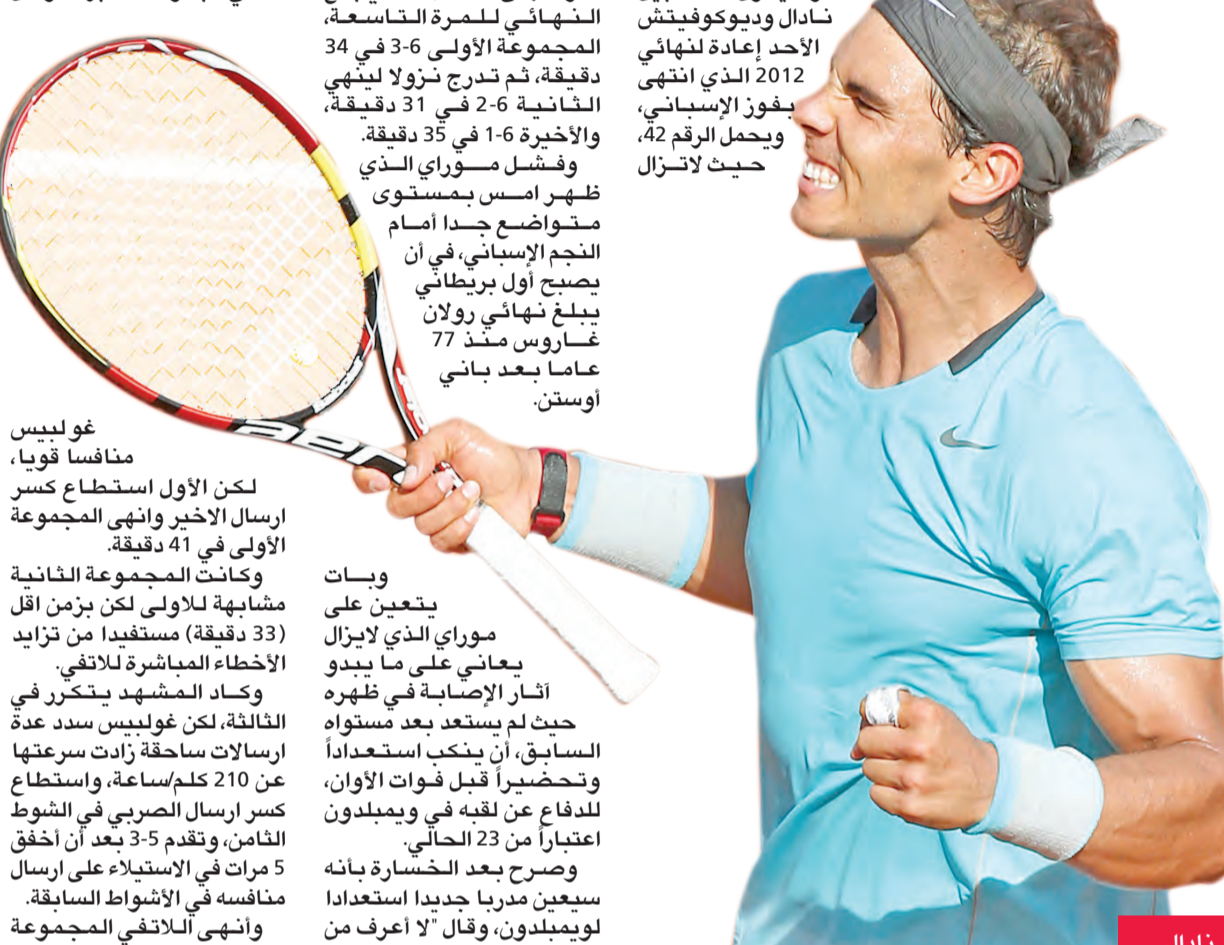 نادال وديوكوفيتش
الأحد إعادة لنهائي
2012 الذي انتهى
بفوز الإسباني،
ويحمل الرقم 42،
حيث لاتزال
النهائي للمرة التاسعة،
المجموعة الأولى 6-3 في 34
دقيقة، ثم تدرج نزولا لينهي
الثانية 6-2 في 31 دقيقة،
والأخيرة 6-1 في 35 دقيقة.
وفشل موراي الذي
ظهر امس بمستوى
متواضع جدا أمام
النجم الإسباني، في أن
يصبح أول بريطاني
يبلغ نهائي رولان
غاروس منذ 77
عاما بعد باني
أوستن.
وبات
يتعين على
موراي الذي لايزال
يعاني على ما يبدو
آثار الإصابة في ظهره
حيث لم يستعد بعد مستواه
السابق، أن ينكب استعداداً
وتحضيراً قبل فوات الأوان،
للدفاع عن لقبه في ويمبلدون
اعتباراً من 23 الحالي.
وصرح بعد الخسارة بأنه
سيعين مدربا جديدا استعدادا
لويمبلدون، وقال "لا أعرف من
غولبيس
منافسا قويا،
لكن الأول استطاع كسر
ارسال الاخير وانهى المجموعة
الأولى في 41 دقيقة.
وكانت المجموعة الثانية
مشابهة للاولى لكن بزمن اقل
(33 دقيقة) مستفيدا من تزايد
الأخطاء المباشرة للاتفي.
وكاد المشهد يتكرر في
الثالثة، لكن غولبيس سدد عدة
ارسالات ساحقة زادت سرعتها
عن 210 كلم/ساعة، واستطاع
كسر ارسال الصربي في الشوط
الثامن، وتقدم 5-3 بعد أن أخفق
5 مرات في الاستيلاء على ارسال
منافسه في الأشواط السابقة.
وأنهى اللاتفي المجموعة